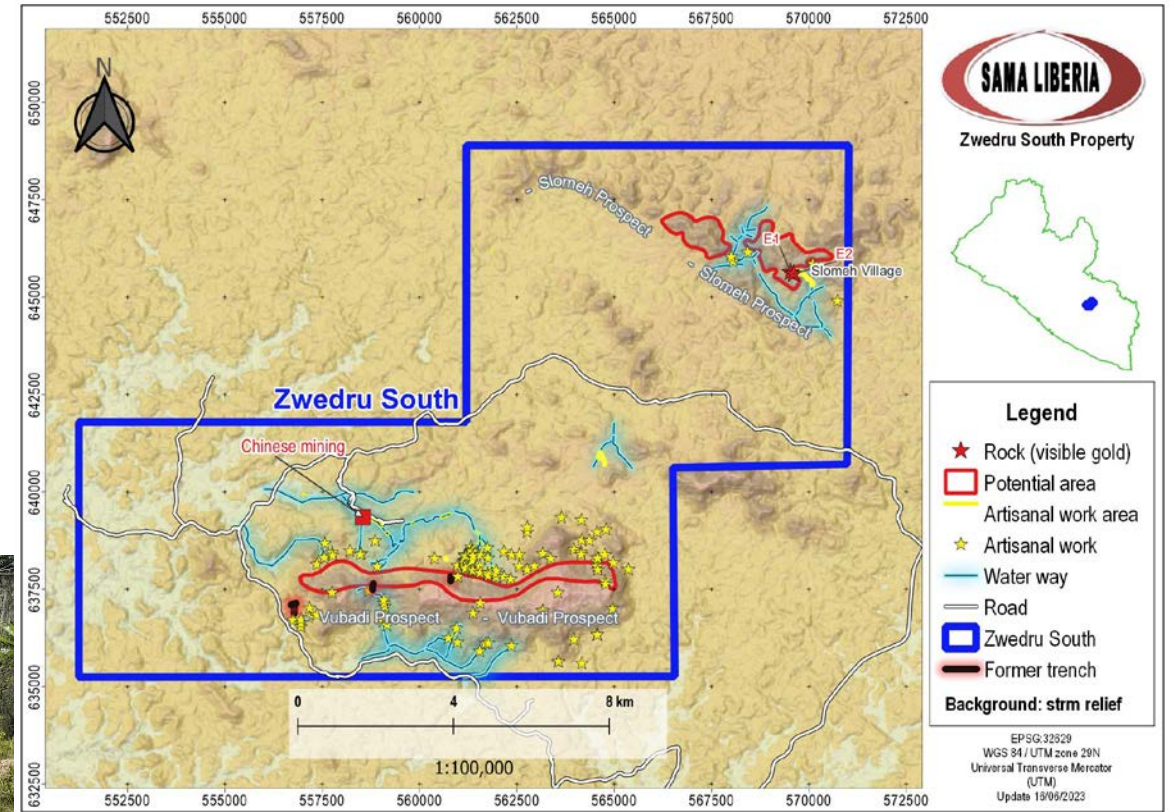 552500 555000 557500 560000 562500 565000 567500 570000 572500
N
650000
647500
645000
642500
640000
637500
635000
632500
- Slomeh Prospect
E1
E2
Slomeh Village
- Slomeh Prospect
Zwedru South
Chinese mining
Vubadi Prospect - Vubadi Prospect
0 4 8 km
1:100,000
SAMA LIBERIA
Zwedru South Property
Legend
Rock (visible gold)
Potential area
Artisanal work area
Artisanal work
Water way
Road
Zwedru South
Former trench
Background: strm relief
EPSG:32629
WGS 84 / UTM zone 29N
Universal Transverse Mercator
(UTM)
Update 16/06/2023